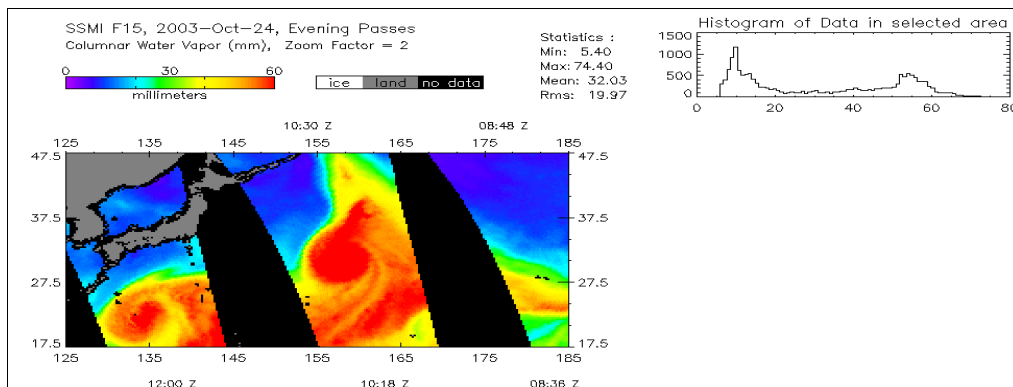 SSMI F15, 2003-Oct-24, Evening Passes
Columnar Water Vapor (mm), Zoom Factor = 2
0 60
millimeters
ice land no data
Statistics :
Min: 5.40
Max: 74.40
Mean: 32.03
Rms: 19.97
Histogram of Data in selected area
1500
1000
500
0
0 20 40 60 80
10:30 Z 08:48 Z
125 135 145 155 165 175 185
47.5 47.5
37.5 37.5
27.5 27.5
17.5 17.5
125 135 145 155 165 175 185
12:00 Z 10:18 Z 08:36 Z